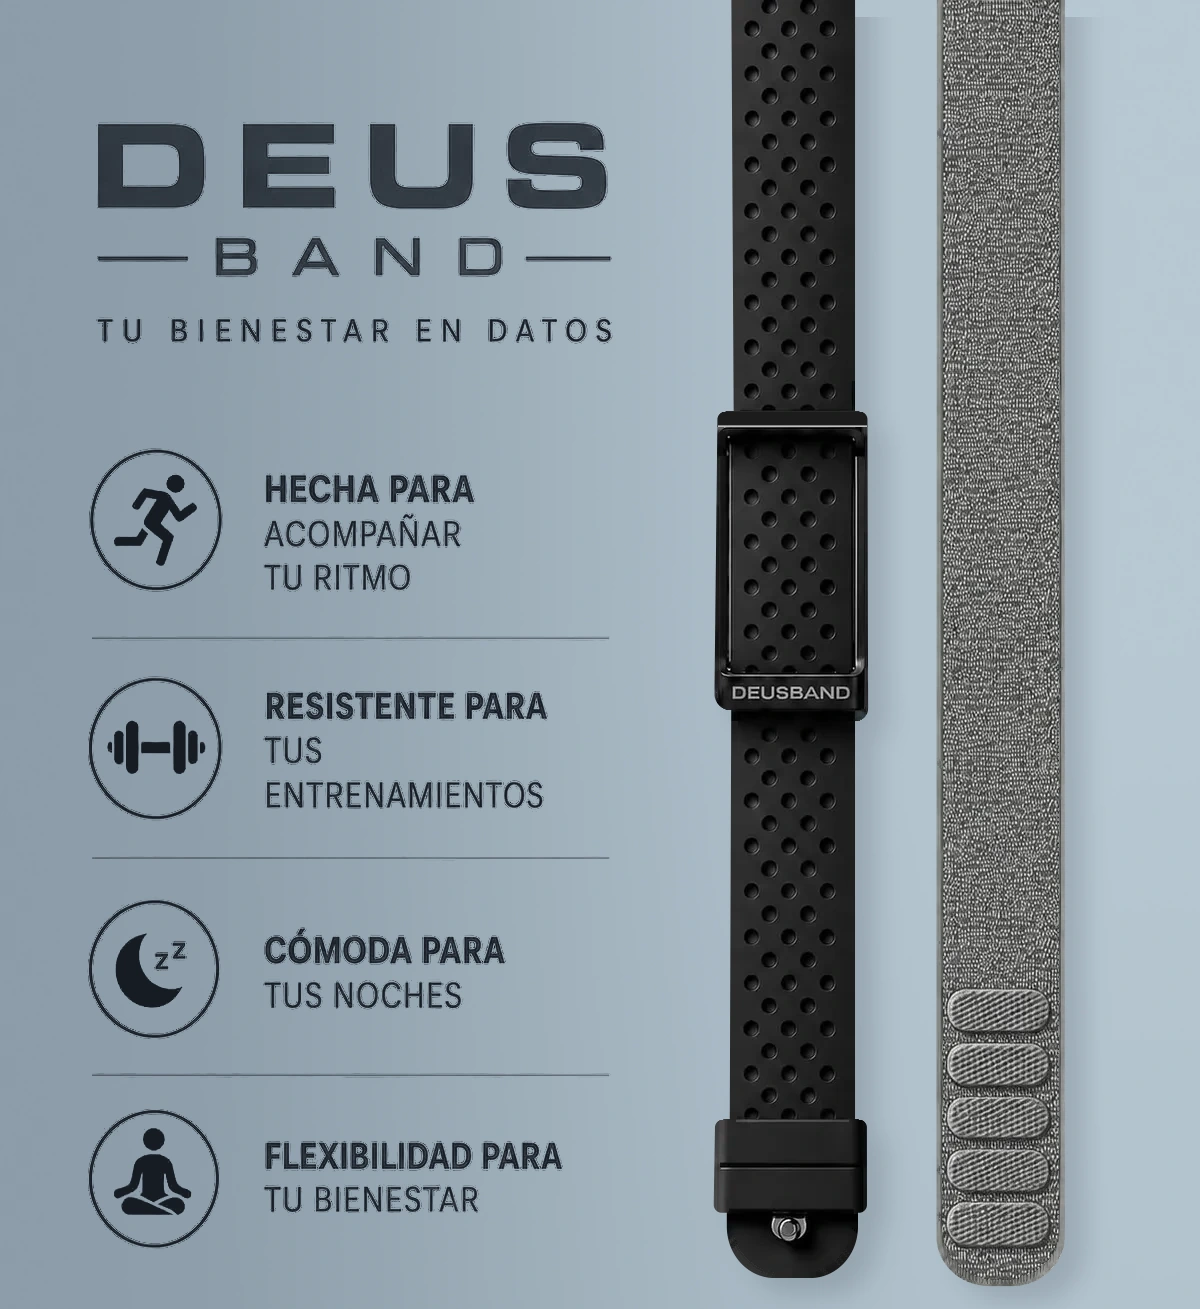 DEUS
BAND
TU BIENESTAR EN DATOS
HECHA PARA
ACOMPAÑAR
TU RITMO
RESISTENTE PARA
TUS
ENTRENAMIENTOS
CÓMODA PARA
TUS NOCHES
FLEXIBILIDAD PARA
TU BIENESTAR
DEUSBAND
zz